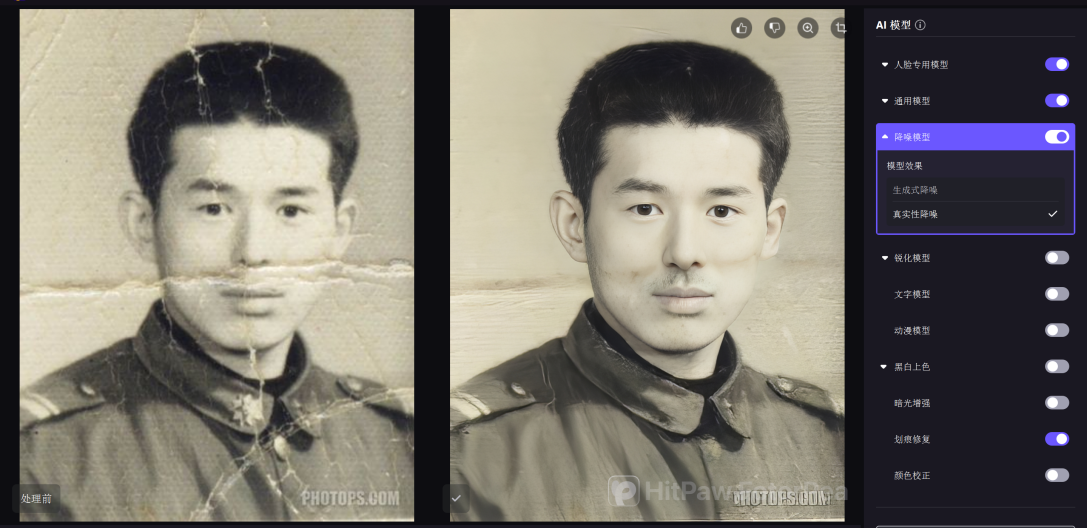 AI 模型
人脸专用模型
通用模型
降噪模型
模型效果
生成式降噪
真实性降噪
锐化模型
文字模型
动漫模型
黑白上色
暗光增强
划痕修复
颜色校正
处理前
PHOTOPS.COM
HitPaw
PHOTOPS.COM